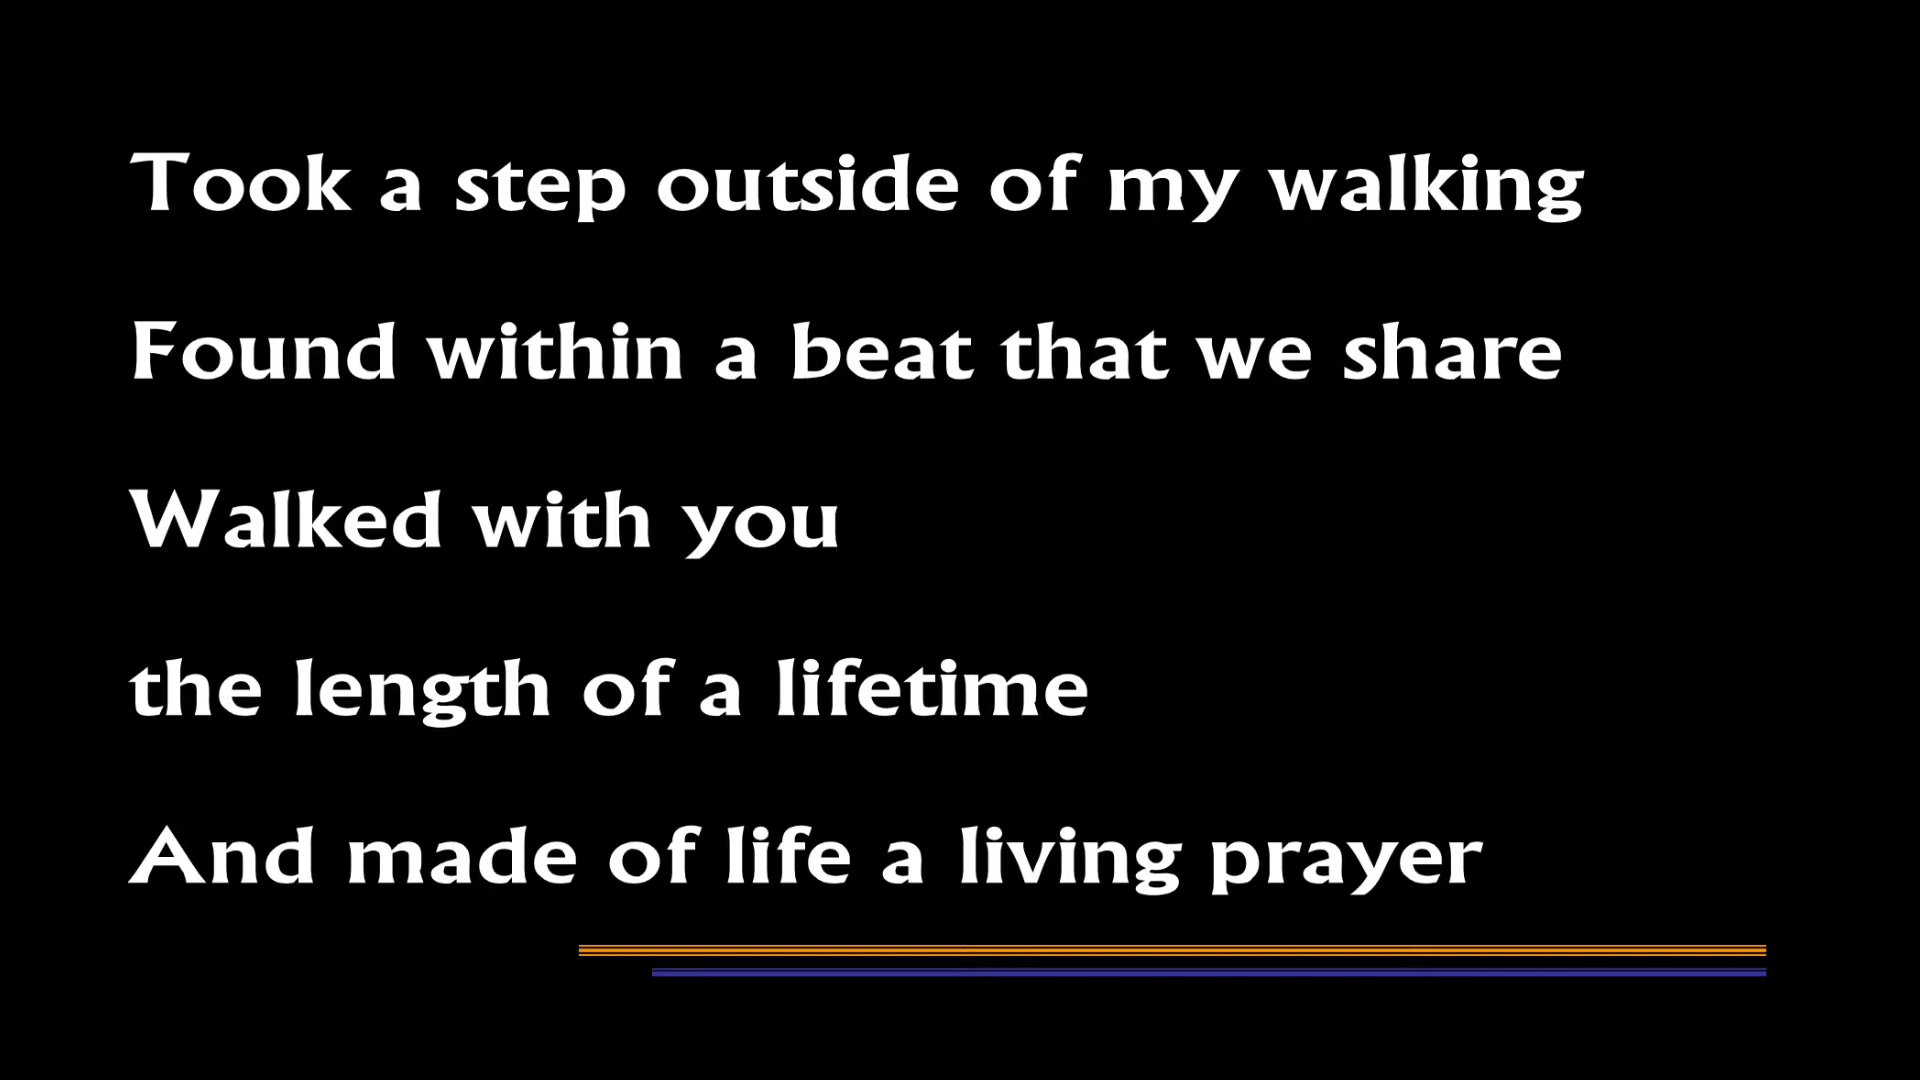 Took a step outside of my walking
Found within a beat that we share
Walked with you
the length of a lifetime
And made of life a living prayer